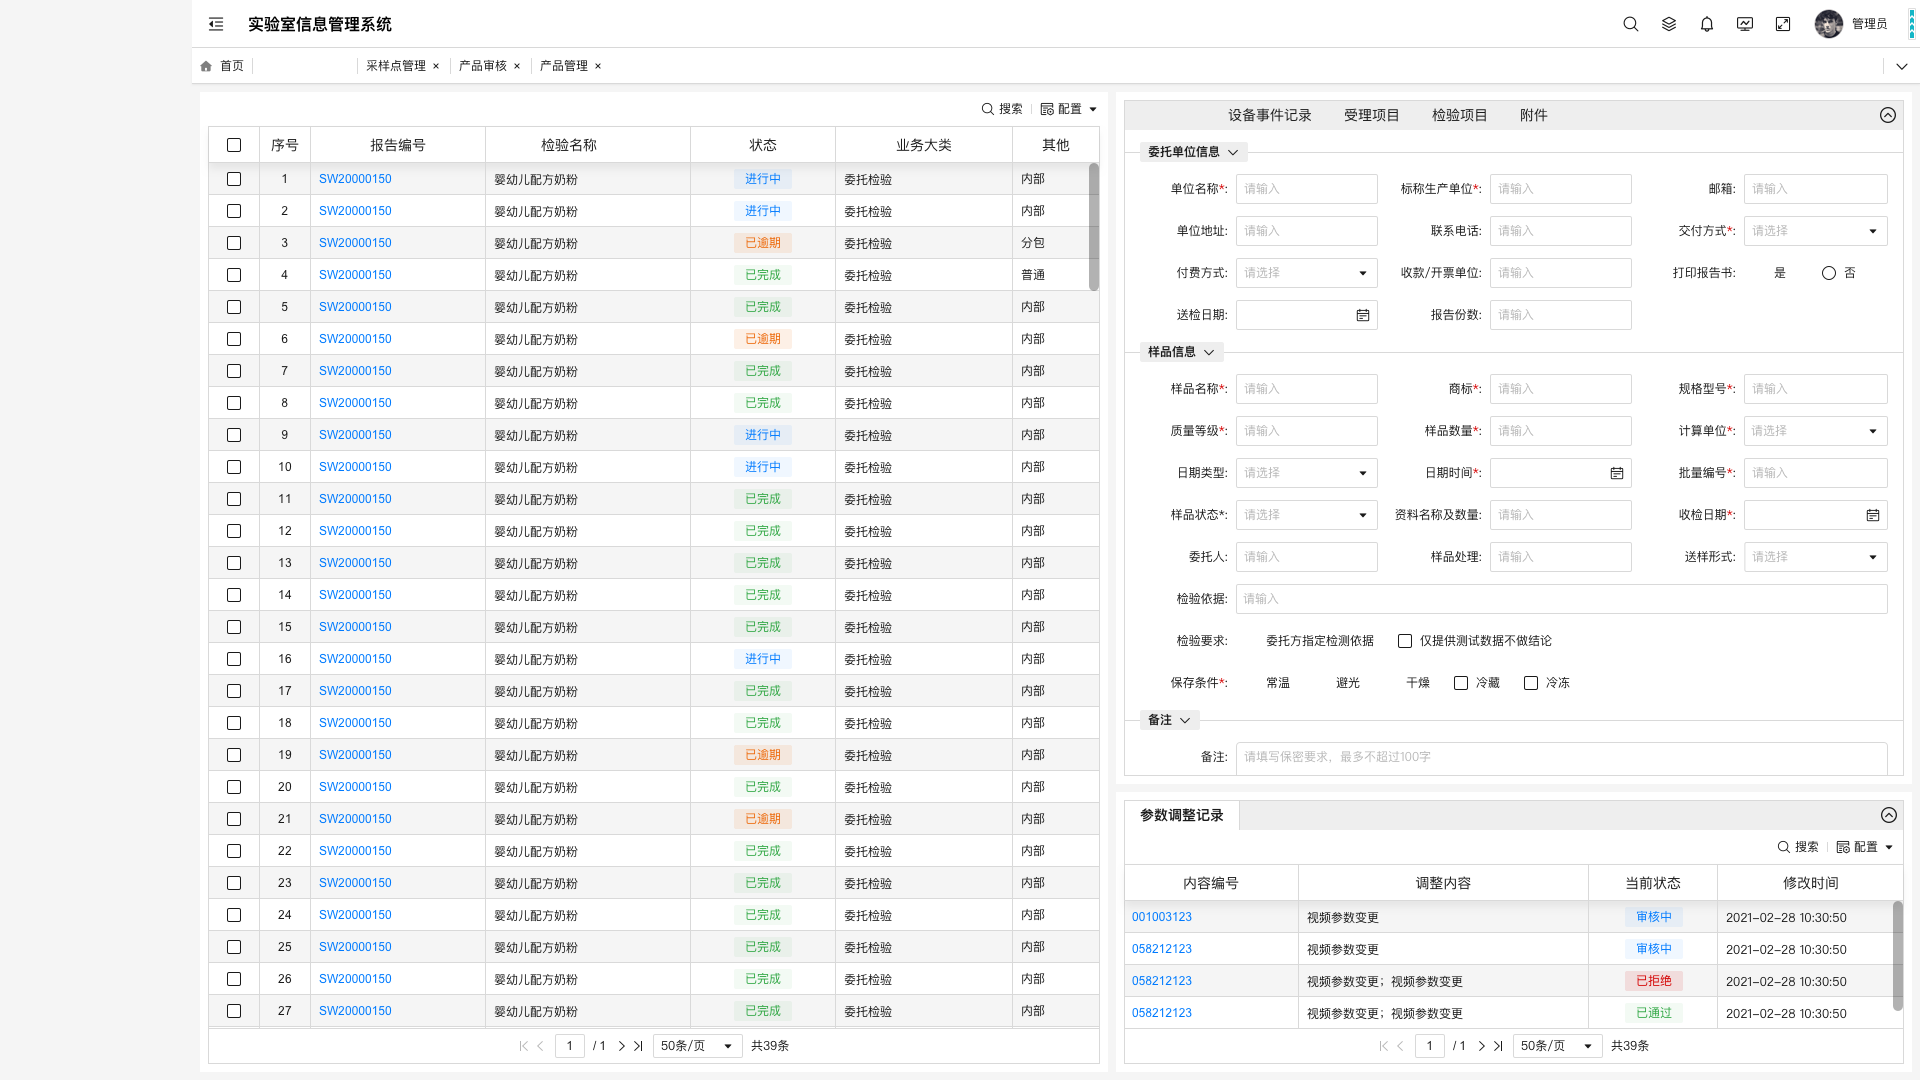 实验室信息管理系统
管理员
首页 采样点管理 × 产品审核 × 产品管理 ×
搜索 配置
序号 报告编号 检验名称 状态 业务大类 其他
1 SW20000150 婴幼儿配方奶粉 进行中 委托检验 内部
2 SW20000150 婴幼儿配方奶粉 进行中 委托检验 内部
3 SW20000150 婴幼儿配方奶粉 已逾期 委托检验 分包
4 SW20000150 婴幼儿配方奶粉 已完成 委托检验 普通
5 SW20000150 婴幼儿配方奶粉 已完成 委托检验 内部
6 SW20000150 婴幼儿配方奶粉 已逾期 委托检验 内部
7 SW20000150 婴幼儿配方奶粉 已完成 委托检验 内部
8 SW20000150 婴幼儿配方奶粉 已完成 委托检验 内部
9 SW20000150 婴幼儿配方奶粉 进行中 委托检验 内部
10 SW20000150 婴幼儿配方奶粉 进行中 委托检验 内部
11 SW20000150 婴幼儿配方奶粉 已完成 委托检验 内部
12 SW20000150 婴幼儿配方奶粉 已完成 委托检验 内部
13 SW20000150 婴幼儿配方奶粉 已完成 委托检验 内部
14 SW20000150 婴幼儿配方奶粉 已完成 委托检验 内部
15 SW20000150 婴幼儿配方奶粉 已完成 委托检验 内部
16 SW20000150 婴幼儿配方奶粉 进行中 委托检验 内部
17 SW20000150 婴幼儿配方奶粉 已完成 委托检验 内部
18 SW20000150 婴幼儿配方奶粉 已完成 委托检验 内部
19 SW20000150 婴幼儿配方奶粉 已逾期 委托检验 内部
20 SW20000150 婴幼儿配方奶粉 已完成 委托检验 内部
21 SW20000150 婴幼儿配方奶粉 已逾期 委托检验 内部
22 SW20000150 婴幼儿配方奶粉 已完成 委托检验 内部
23 SW20000150 婴幼儿配方奶粉 已完成 委托检验 内部
24 SW20000150 婴幼儿配方奶粉 已完成 委托检验 内部
25 SW20000150 婴幼儿配方奶粉 已完成 委托检验 内部
26 SW20000150 婴幼儿配方奶粉 已完成 委托检验 内部
27 SW20000150 婴幼儿配方奶粉 已完成 委托检验 内部
1 / 1 50条/页 共39条
设备事件记录 受理项目 检验项目 附件
委托单位信息
单位名称*: 请输入 标称生产单位*: 请输入 邮箱: 请输入
单位地址: 请输入 联系电话: 请输入 交付方式*: 请选择
付费方式: 请选择 收款/开票单位: 请输入 打印报告书: 是 否
送检日期: 报告份数: 请输入
样品信息
样品名称*: 请输入 商标*: 请输入 规格型号*: 请输入
质量等级*: 请输入 样品数量*: 请输入 计算单位*: 请选择
日期类型: 请选择 日期时间*: 批量编号*: 请输入
样品状态*: 请选择 资料名称及数量: 请输入 收检日期*:
委托人: 请输入 样品处理: 请输入 送样形式: 请选择
检验依据: 请输入
检验要求: 委托方指定检测依据 仅提供测试数据不做结论
保存条件*: 常温 避光 干燥 冷藏 冷冻
备注
备注: 请填写保密要求，最多不超过100字
参数调整记录
搜索 配置
内容编号 调整内容 当前状态 修改时间
001003123 视频参数变更 审核中 2021-02-28 10:30:50
058212123 视频参数变更 审核中 2021-02-28 10:30:50
058212123 视频参数变更；视频参数变更 已拒绝 2021-02-28 10:30:50
058212123 视频参数变更；视频参数变更 已通过 2021-02-28 10:30:50
1 / 1 50条/页 共39条